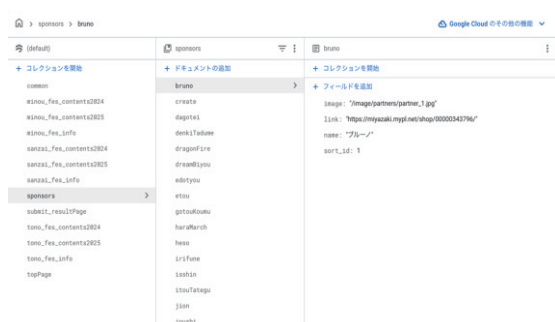 sponsors > bruno
Google Cloud のその他の機能
(default)
+ コレクションを開始
common
minou_fes_contents2024
minou_fes_contents2025
minou_fes_info
sanzai_fes_contents2024
sanzai_fes_contents2025
sanzai_fes_info
sponsors
submit_resultPage
tono_fes_contents2024
tono_fes_contents2025
tono_fes_info
topPage
sponsors
+ ドキュメントの追加
bruno
create
dagotei
denkiTadume
dragonFire
dreamBiyou
edotyou
etou
gotouKoumu
haraMarch
heso
irifune
isshin
itouTategu
jion
bruno
+ コレクションを開始
+ フィールドを追加
image: "/image/partners/partner_1.jpg"
link: "https://miyazaki.mypl.net/shop/00000343796/"
name: "ブルーノ"
sort_id: 1